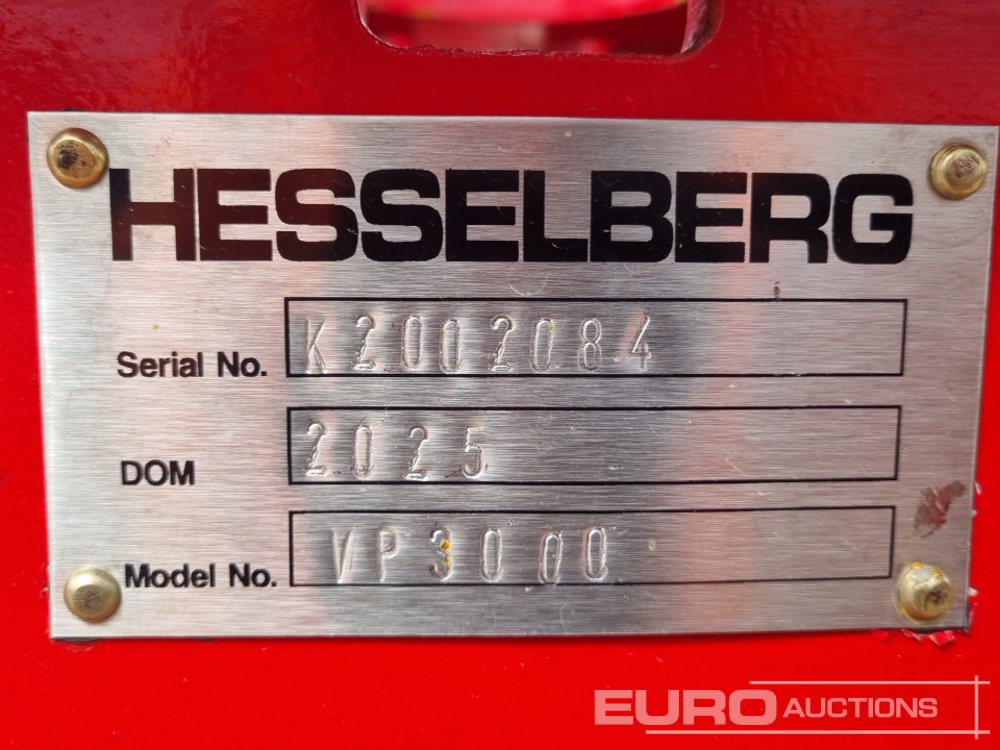 HESSELBERG
Serial No. K2002084
DOM 2025
Model No. VP3000
EURO AUCTIONS